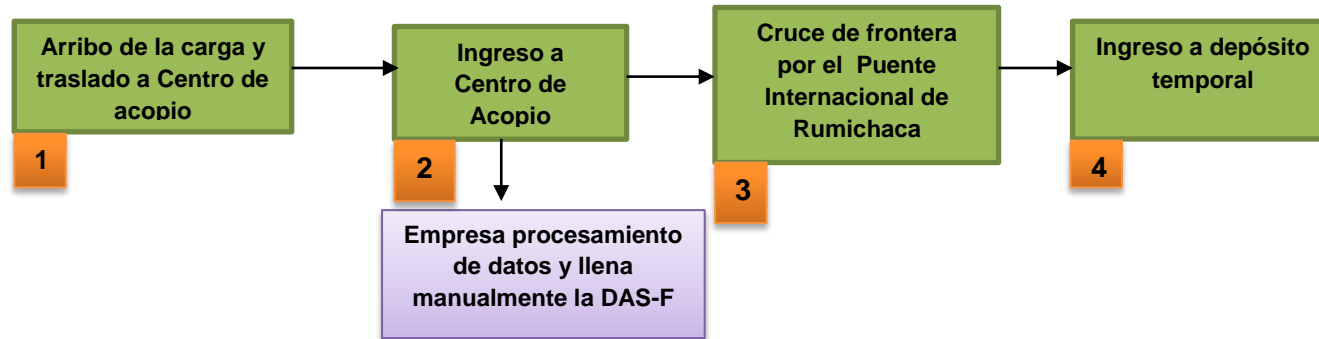 Arribo de la carga y
traslado a Centro de
acopio
1
Ingreso a
Centro de
Acopio
2
Empresa procesamiento
de datos y llena
manualmente la DAS-F
Cruce de frontera
por el Puente
Internacional de
Rumichaca
3
Ingreso a depósito
temporal
4